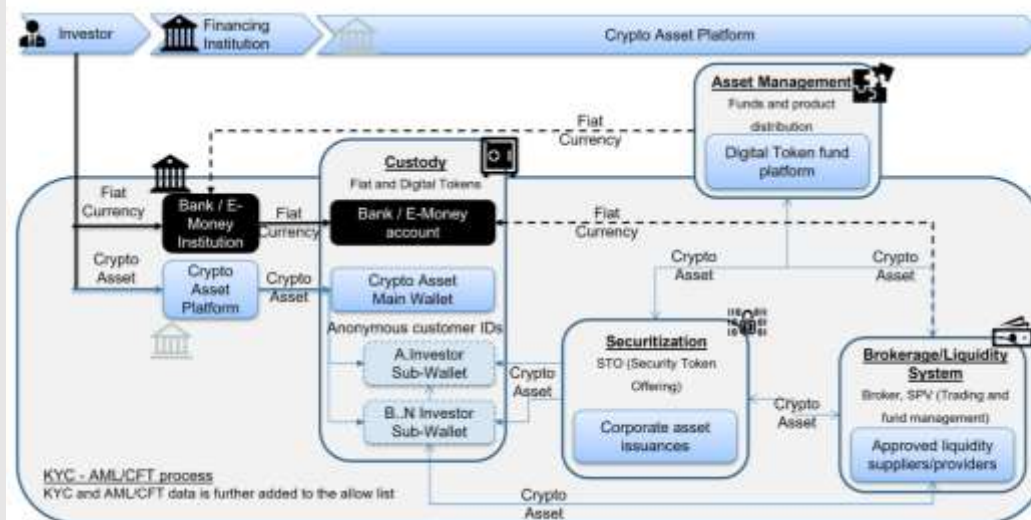 Investor
Financing
Institution
Crypto Asset Platform
Asset Management
Funds and product
distribution
Digital Token fund
platform
Fiat
Currency
Custody
Fiat and Digital Tokens
Fiat
Currency
Bank / E-
Money
Institution
Fiat
Currency
Bank / E-Money
account
Fiat
Currency
Crypto
Asset
Crypto
Asset
Platform
Crypto
Asset
Crypto Asset
Main Wallet
Crypto
Asset
Crypto
Asset
Anonymous customer IDs
A.Investor
Sub-Wallet
B..N Investor
Sub-Wallet
Crypto
Asset
Securitization
STO (Security Token
Offering)
Corporate asset
issuances
Crypto
Asset
Brokerage/Liquidity
System
Broker, SPV (Trading and
fund management)
Approved liquidity
suppliers/providers
KYC - AML/CFT process
KYC and AML/CFT data is further added to the allow list
Crypto
Asset